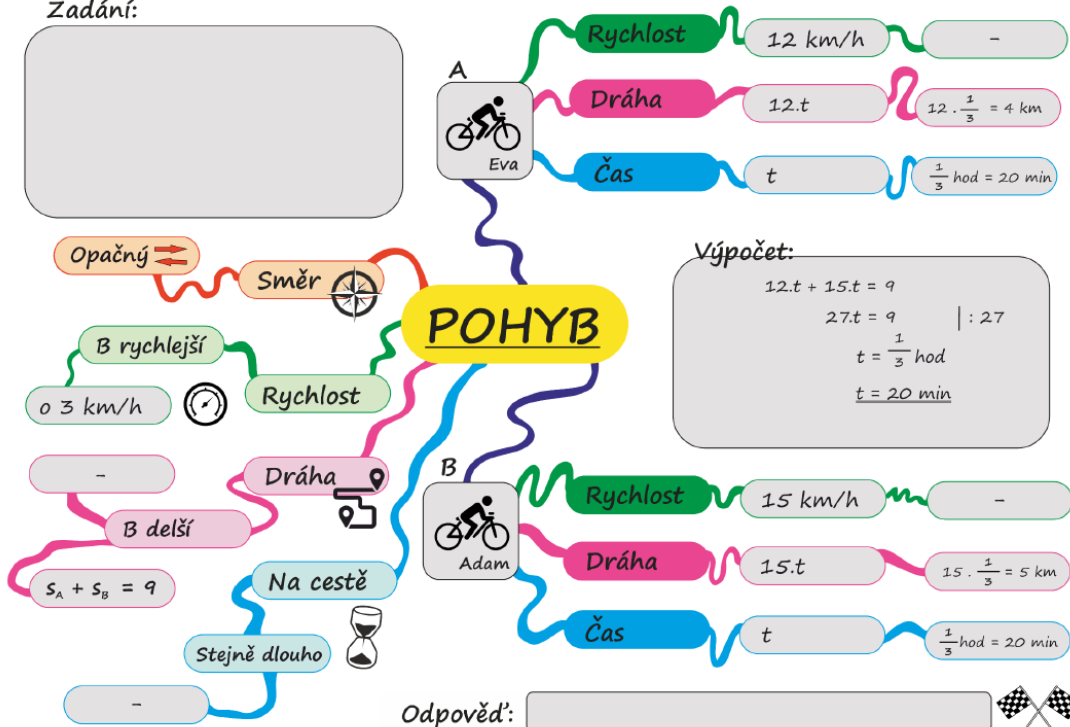 Zadání:
A
Eva
Rychlost
12 km/h
-
Dráha
12.t
12 . 1/3 = 4 km
Čas
t
1/3 hod = 20 min
Opačný
Směr
B rychlejší
o 3 km/h
Rychlost
POHYB
Výpočet:
12.t + 15.t = 9
27.t = 9 | : 27
t = 1/3 hod
t = 20 min
-
Dráha
B delší
S_A + S_B = 9
Na cestě
Stejně dlouho
-
B
Adam
Rychlost
15 km/h
-
Dráha
15.t
15 . 1/3 = 5 km
Čas
t
1/3 hod = 20 min
Odpověď: